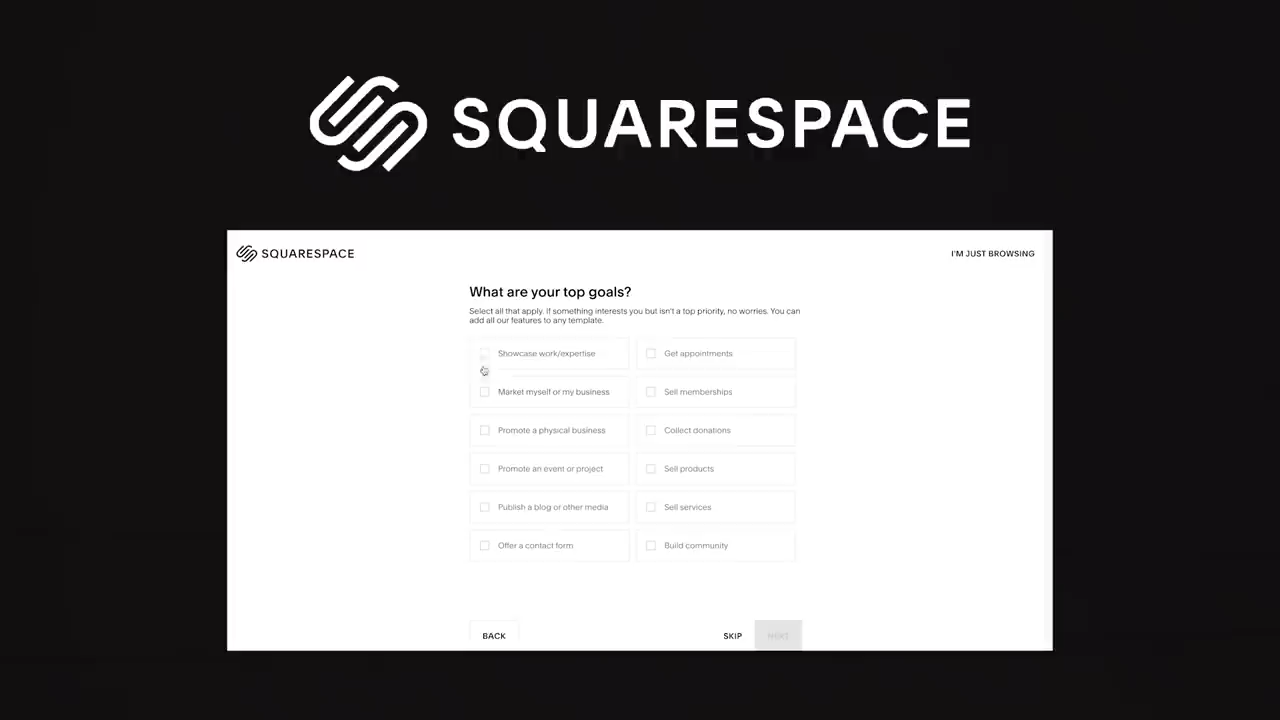 SQUARESPACE
SQUARESPACE
I'M JUST BROWSING
What are your top goals?
Select all that apply. If something interests you but isn't a top priority, no worries. You can
add all our features to any template.
Showcase work/expertise
Get appointments
Market myself or my business
Sell memberships
Promote a physical business
Collect donations
Promote an event or project
Sell products
Publish a blog or other media
Sell services
Offer a contact form
Build community
BACK
SKIP
NEXT